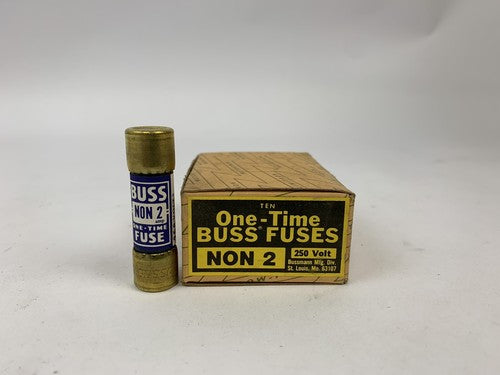 BUSS
NON 2
AMP.
ONE-TIME
FUSE
TEN
One-Time
BUSS® FUSES
NON 2
250 Volt
Bussmann Mfg. Div.
St. Louis, Mo. 63107